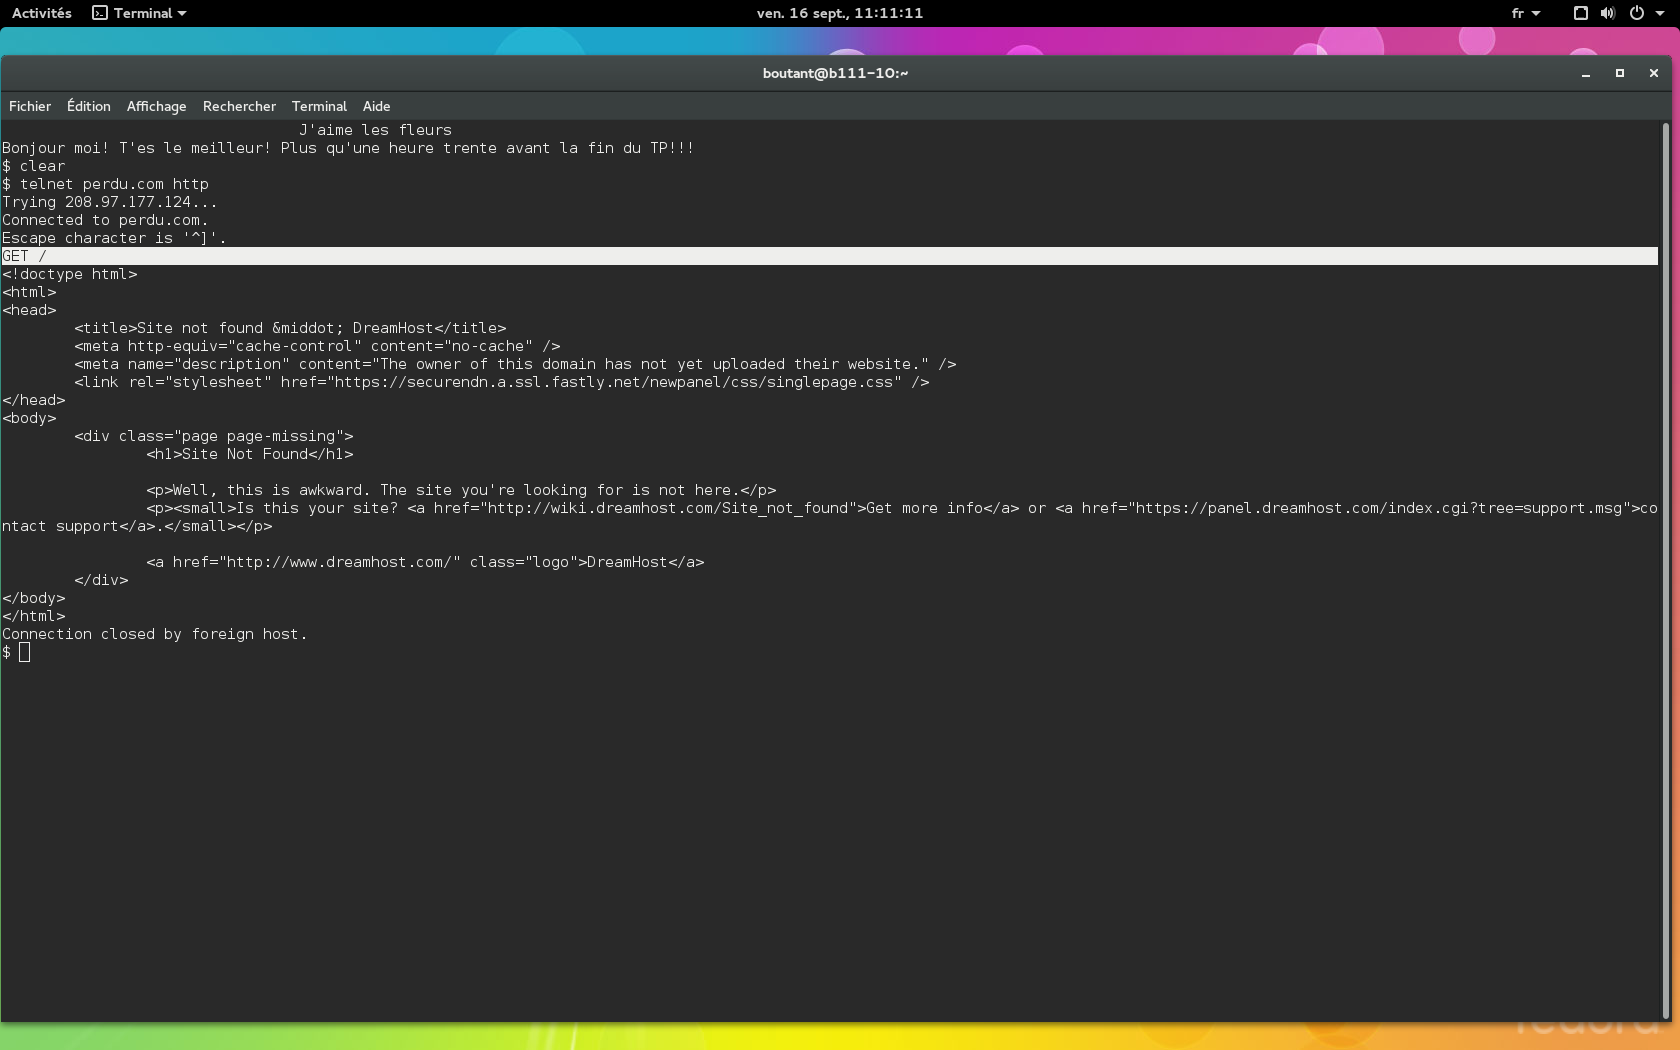 Activités Terminal ven. 16 sept., 11:11:11 fr
boutant@b111-10:~
Fichier Édition Affichage Rechercher Terminal Aide
J'aime les fleurs
Bonjour moi! T'es le meilleur! Plus qu'une heure trente avant la fin du TP!!!
$ clear
$ telnet perdu.com http
Trying 208.97.177.124...
Connected to perdu.com.
Escape character is '^]'.
GET /
<!doctype html>
<html>
<head>
<title>Site not found &middot; DreamHost</title>
<meta http-equiv="cache-control" content="no-cache" />
<meta name="description" content="The owner of this domain has not yet uploaded their website." />
<link rel="stylesheet" href="https://securendn.a.ssl.fastly.net/newpanel/css/singlepage.css" />
</head>
<body>
<div class="page page-missing">
<h1>Site Not Found</h1>
<p>Well, this is awkward. The site you're looking for is not here.</p>
<p><small>Is this your site? <a href="http://wiki.dreamhost.com/Site_not_found">Get more info</a> or <a href="https://panel.dreamhost.com/index.cgi?tree=support.msg">co
ntact support</a>.</small></p>
<a href="http://www.dreamhost.com/" class="logo">DreamHost</a>
</div>
</body>
</html>
Connection closed by foreign host.
$
fedora